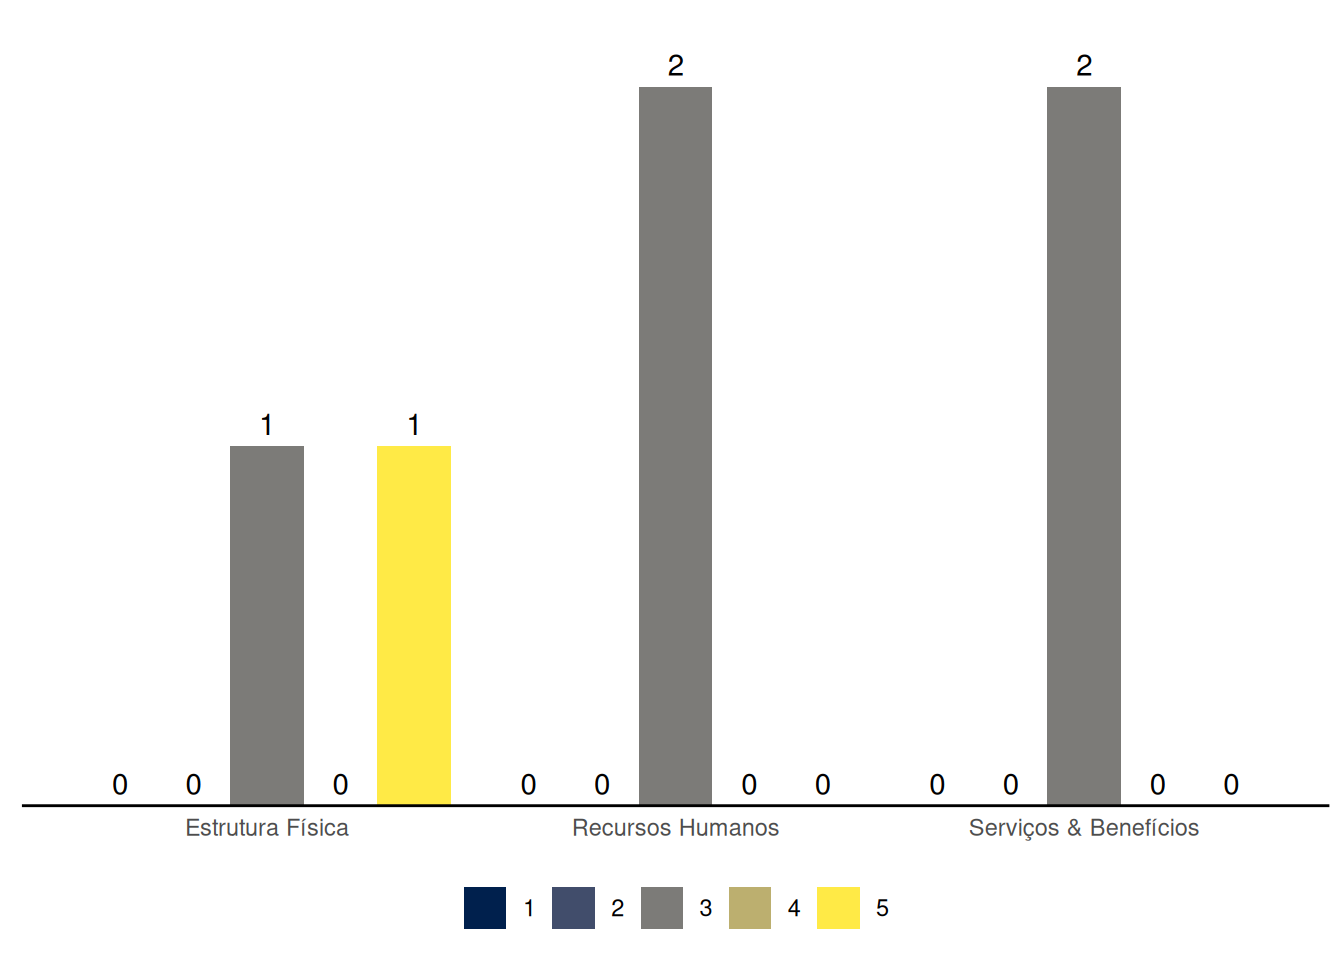 2 2
1 1
0 0 0 0 0 0 0 0 0 0 0
Estrutura Física Recursos Humanos Serviços & Benefícios
1 2 3 4 5